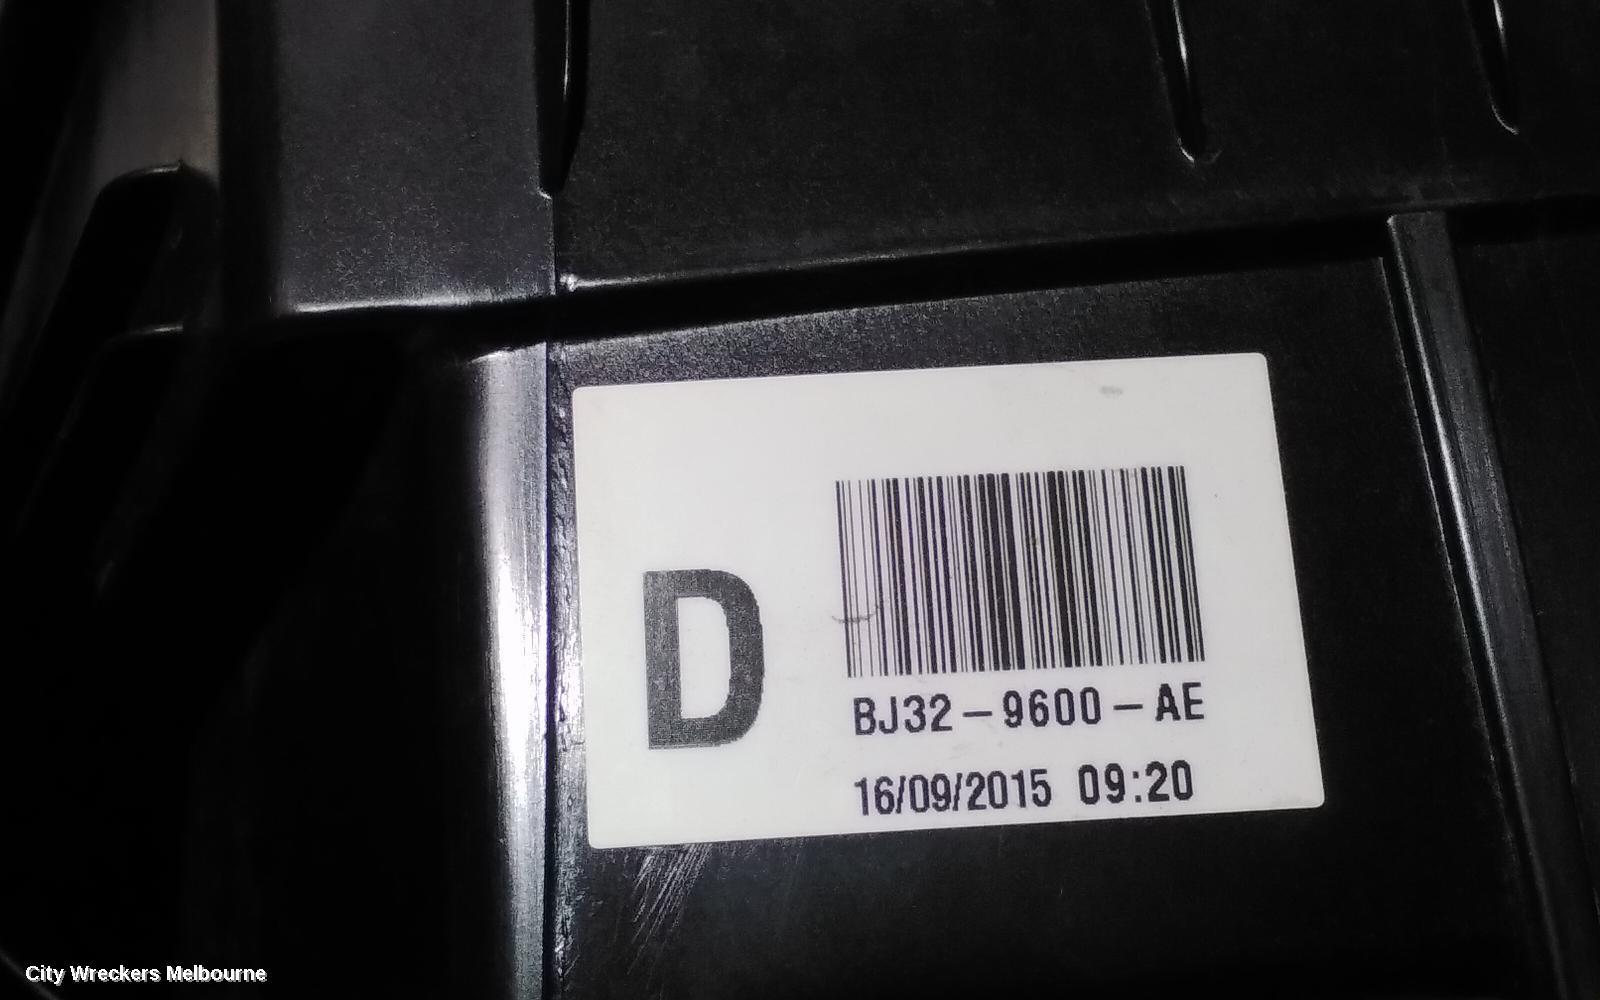 D
BJ32-9600-AE
16/09/2015 09:20
City Wreckers Melbourne